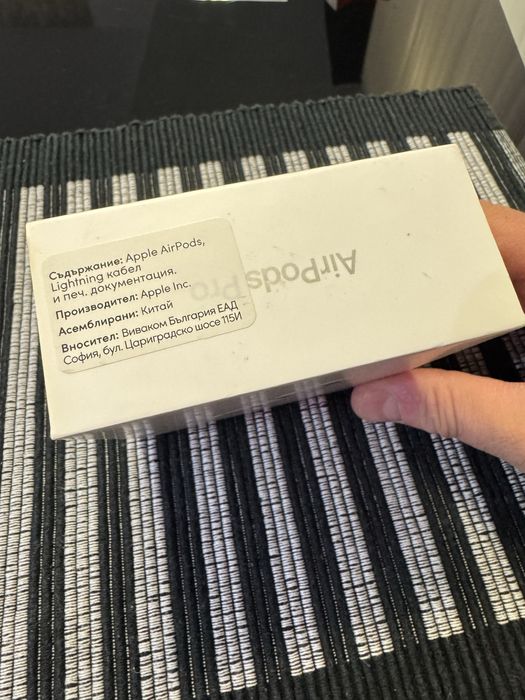 Съдържание: Apple AirPods,
Lightning кабел
и печ. документация.
Производител: Apple Inc.
Асемблирани: Китай
Вносител: Виваком България ЕАД
София, бул. Цариградско шосе 115И
AirPods Pro